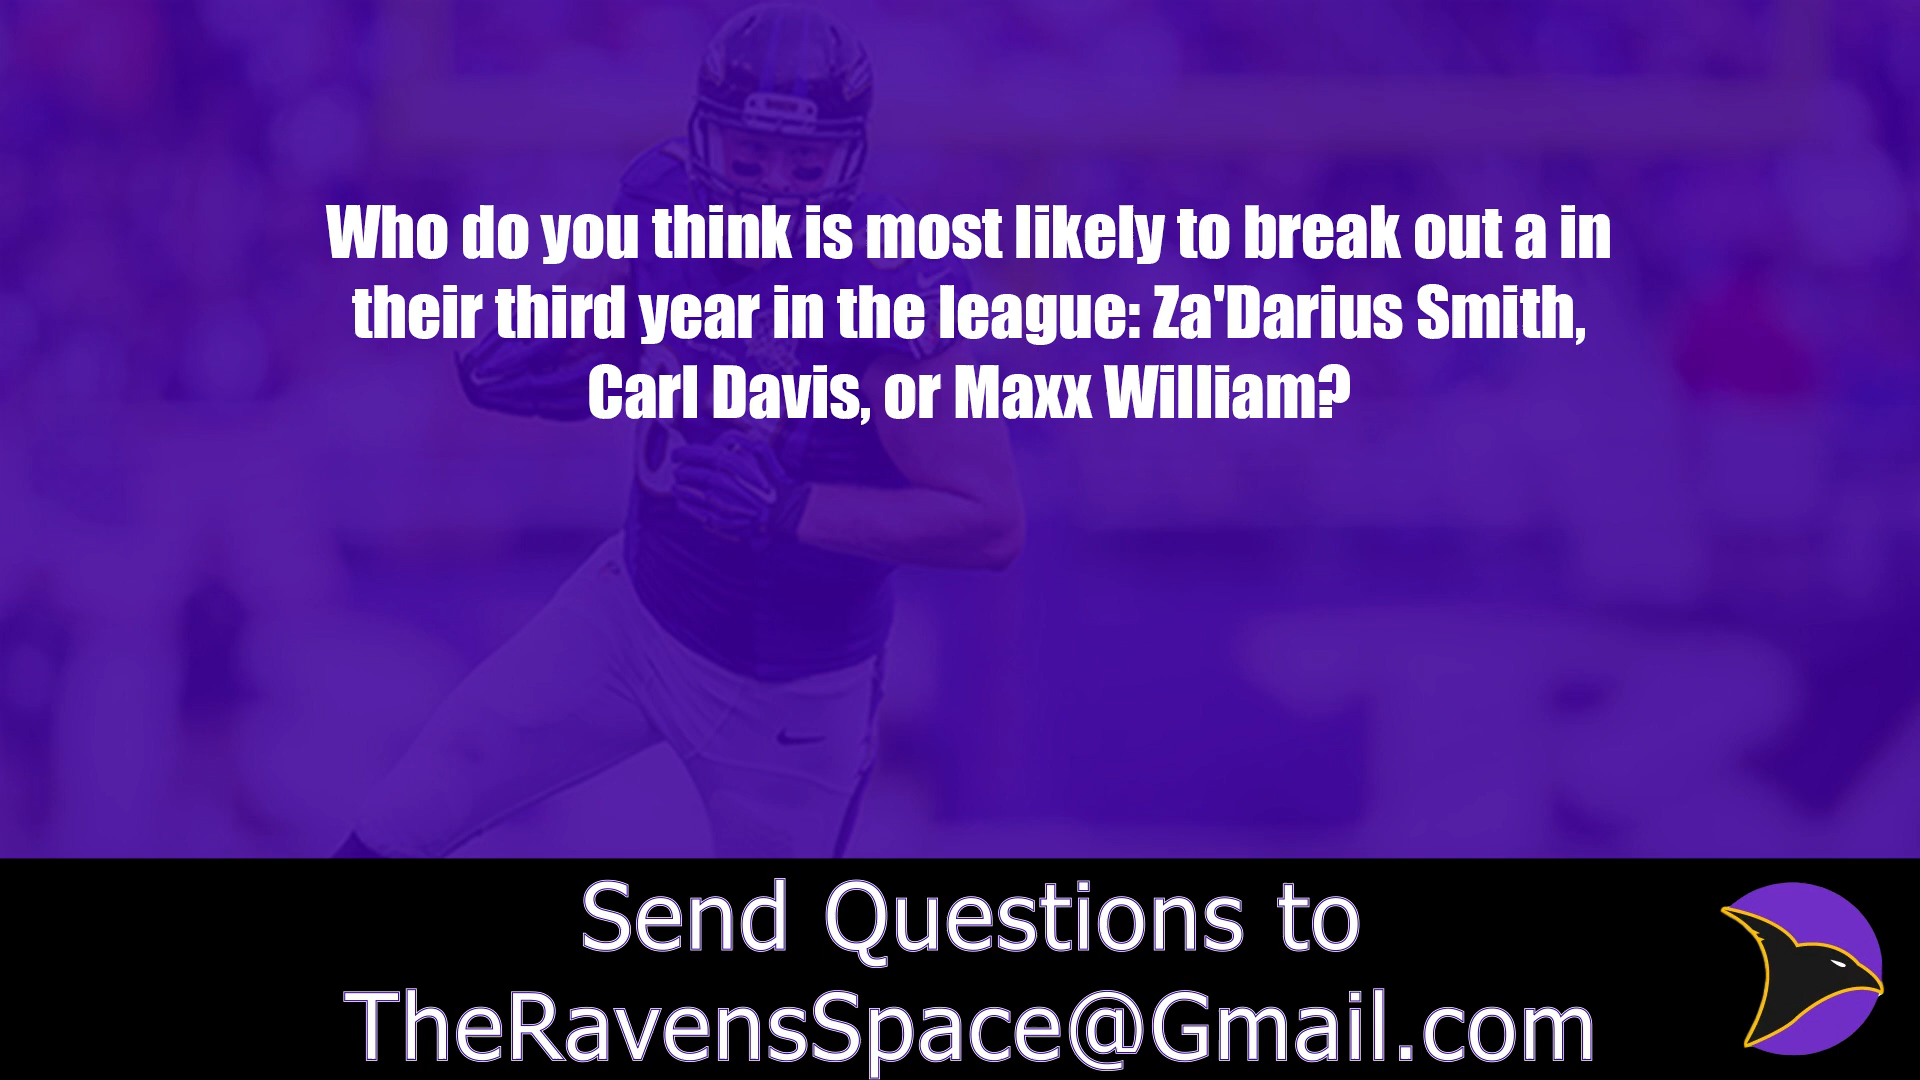 Who do you think is most likely to break out a in
their third year in the league: Za'Darius Smith,
Carl Davis, or Maxx William?
Send Questions to
TheRavensSpace@Gmail.com